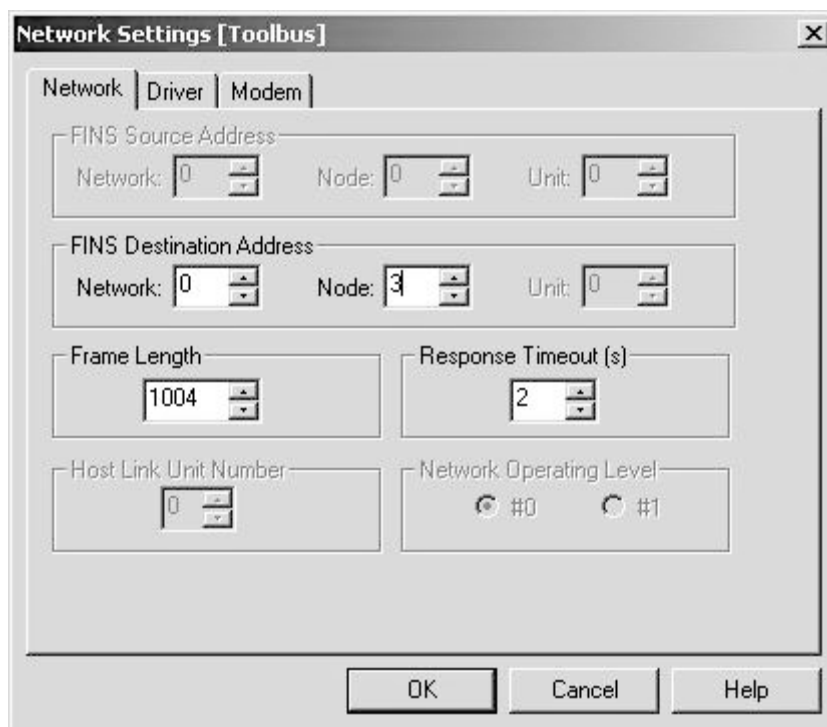 Network Settings [Toolbus]
Network Driver Modem
FINS Source Address
Network: 0 Node: 0 Unit: 0
FINS Destination Address
Network: 0 Node: 3 Unit: 0
Frame Length Response Timeout (s)
1004 2
Host Link Unit Number Network Operating Level
0 #0 #1
OK Cancel Help